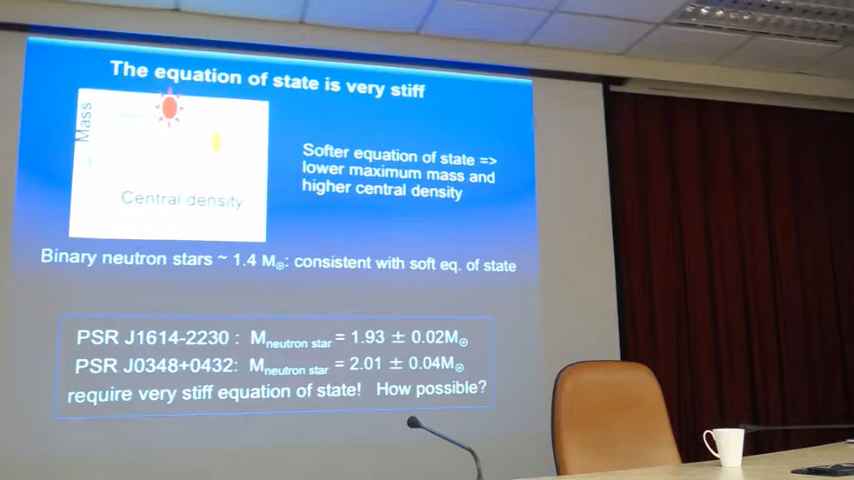 The equation of state is very stiff
Mass
Central density
Softer equation of state =>
lower maximum mass and
higher central density
Binary neutron stars ~ 1.4 M☉: consistent with soft eq. of state
PSR J1614-2230 : Mneutron star = 1.93 ± 0.02M☉
PSR J0348+0432: Mneutron star = 2.01 ± 0.04M☉
require very stiff equation of state! How possible?